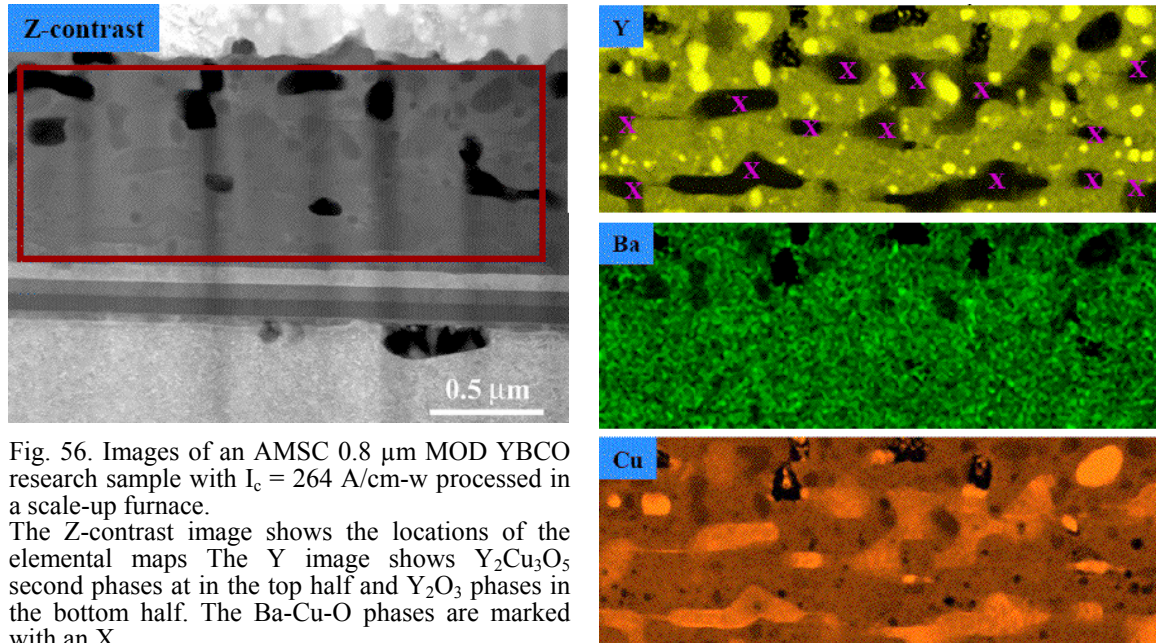 Z-contrast
0.5 µm
Fig. 56. Images of an AMSC 0.8 µm MOD YBCO
research sample with Ic = 264 A/cm-w processed in
a scale-up furnace.
The Z-contrast image shows the locations of the
elemental maps The Y image shows Y2Cu3O5
second phases at in the top half and Y2O3 phases in
the bottom half. The Ba-Cu-O phases are marked
with an X.
Y
X X X X
X X X X
X X X X X
Ba
Cu